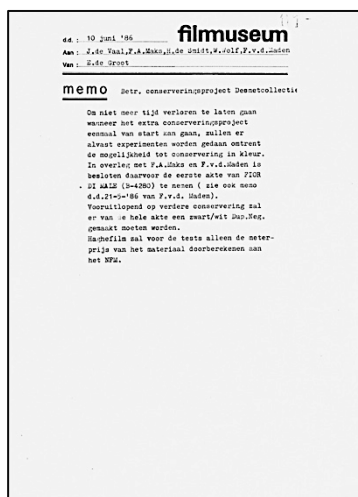 d.d. : 10 juni '86
filmuseum
Aan : J.de Vaal,F.A.Maks,H.de Smidt,W.Wolf,F.v.d.Maden
Van : E.de Groot
memo Betr. conserveringsproject Desmetcollectie
Om niet meer tijd verloren te laten gaan
wanneer het extra conserveringsproject
eenmaal van start kan gaan, zullen er
alvast experimenten worden gedaan omtrent
de mogelijkheid tot conservering in kleur.
In overleg met F.A.Maks en F.v.d.Maden is
besloten daarvoor de eerste akte van FIOR
DI MALE (B-4280) te nemen ( zie ook memo
d.d.21-5-'86 van F.v.d. Maden).
Vooruitlopend op verdere conservering zal
er van de hele akte een zwart/wit Dup.Neg.
gemaakt moeten worden.
Haghefilm zal voor de tests alleen de meter-
prijs van het materiaal doorberekenen aan
het NFM.